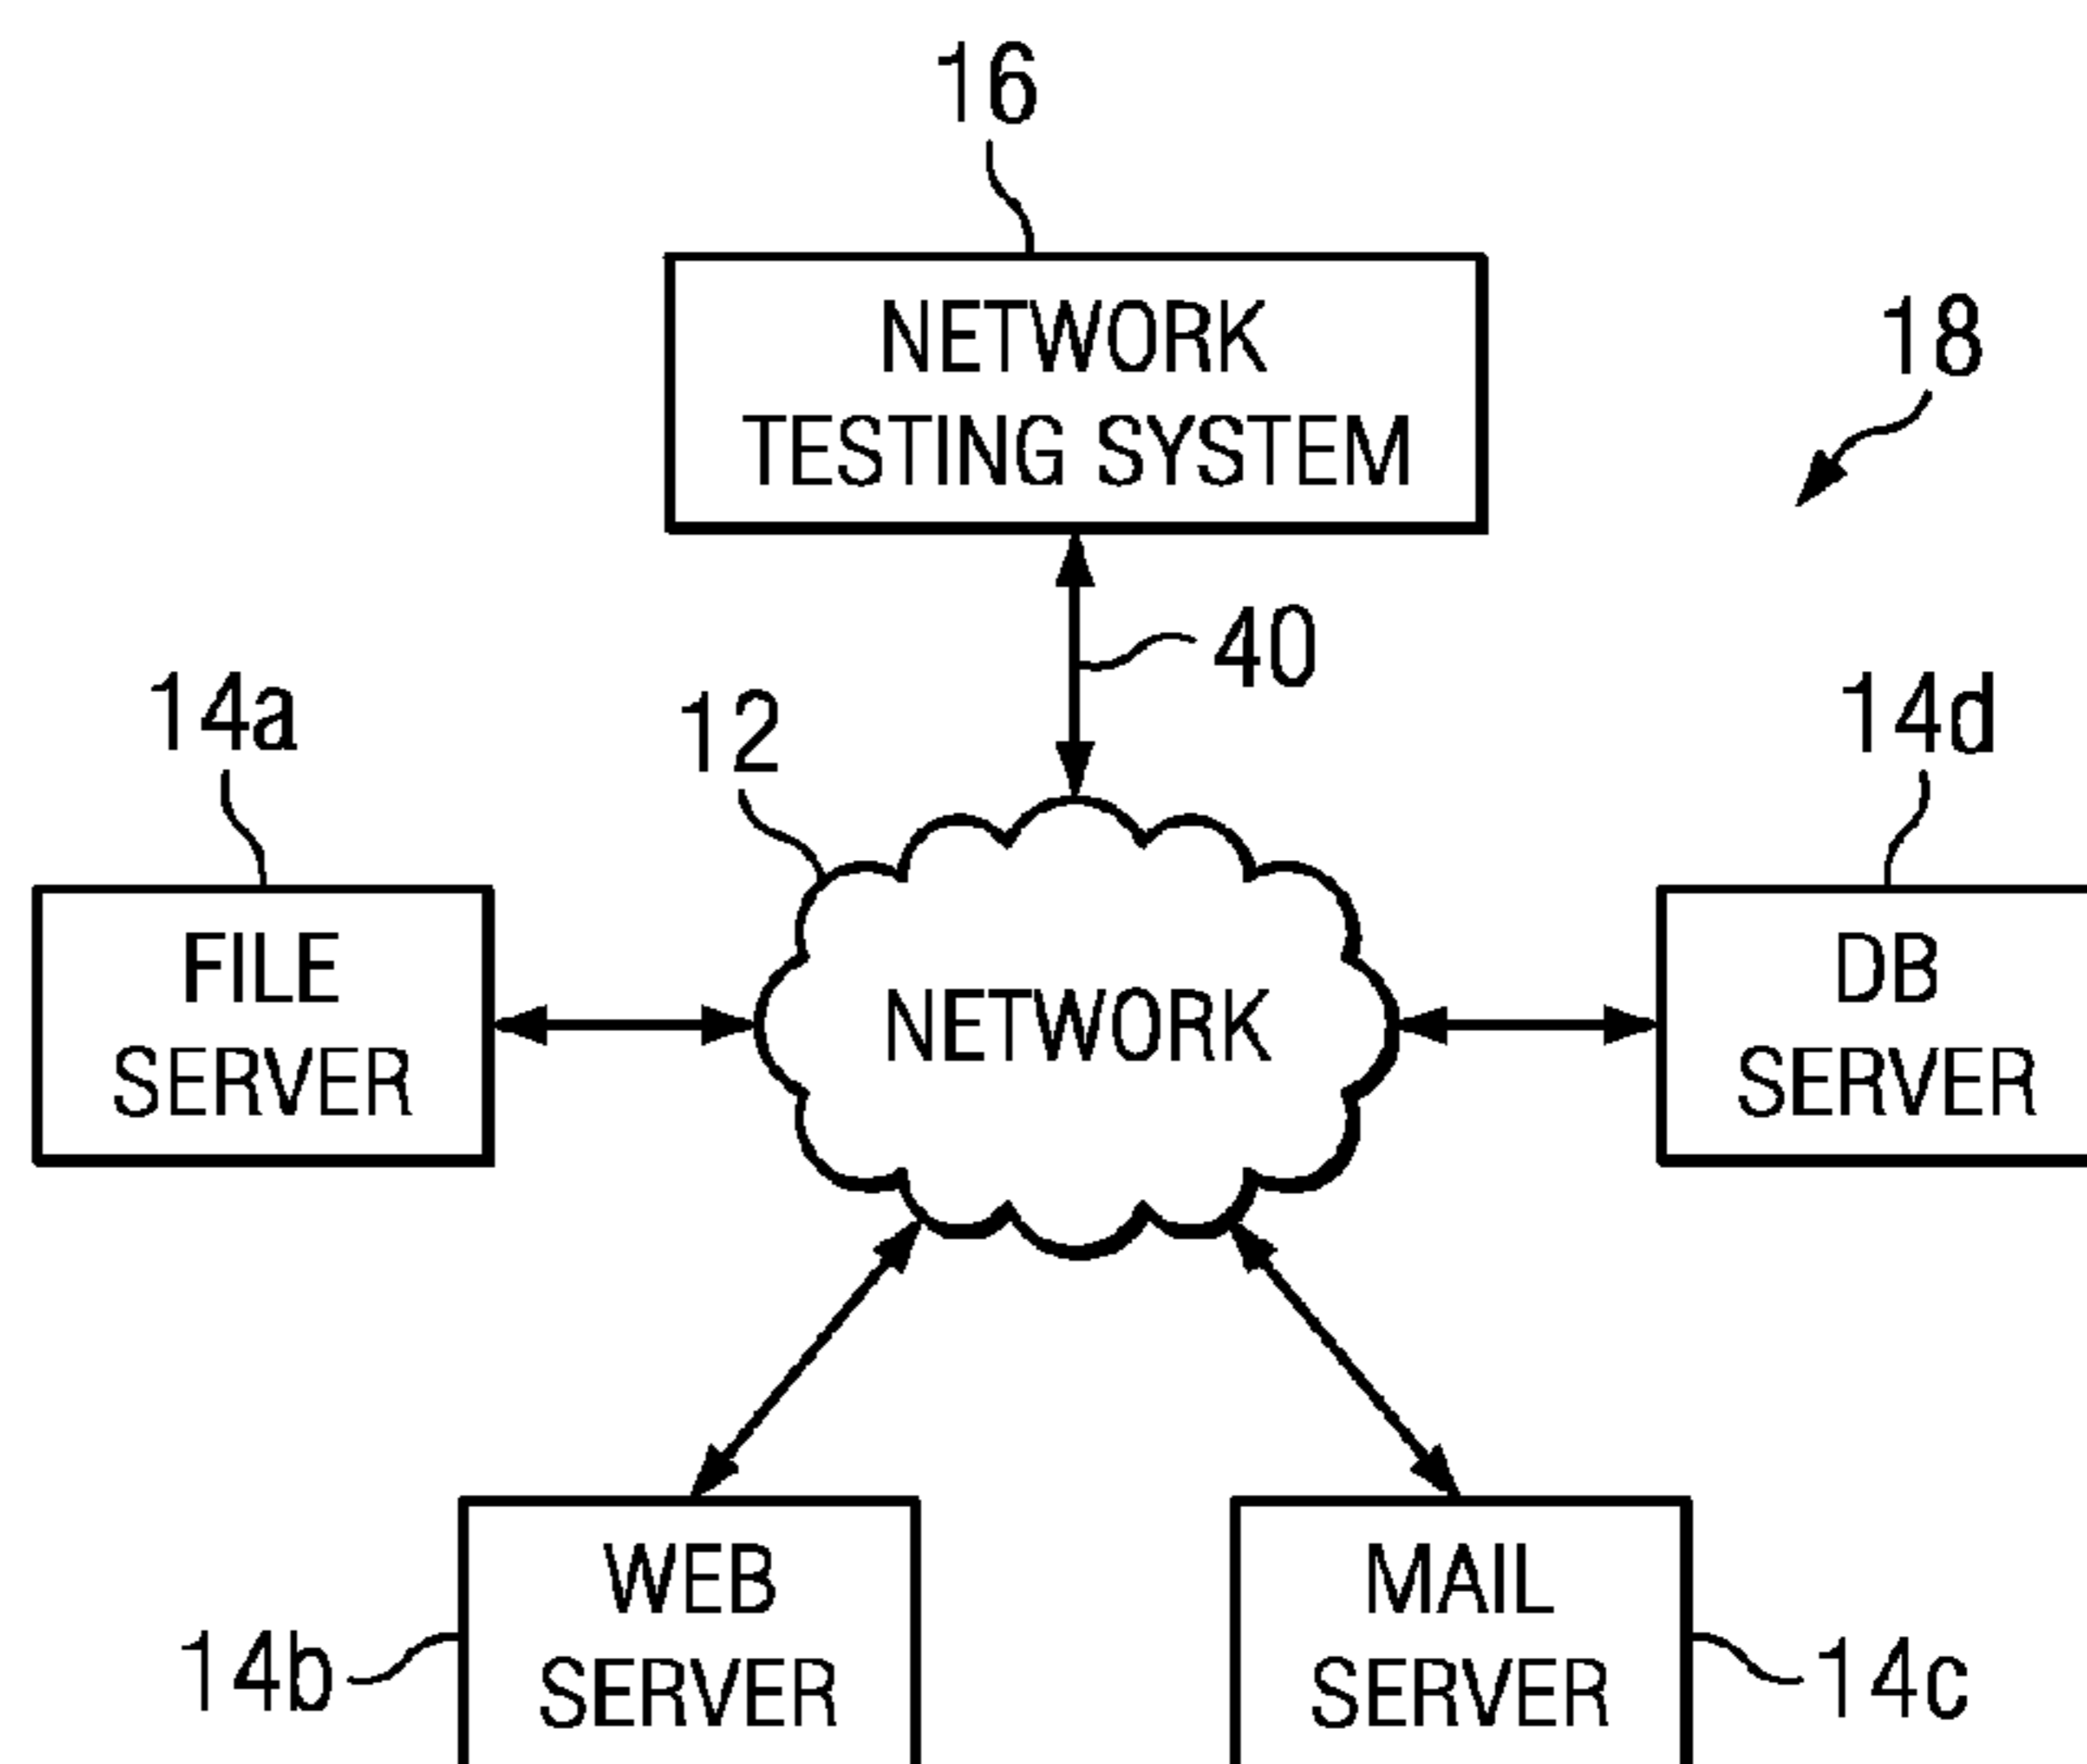 16
NETWORK
TESTING SYSTEM
18
40
14a
12
14d
FILE
SERVER
NETWORK
DB
SERVER
WEB
SERVER
14b
MAIL
SERVER
14c